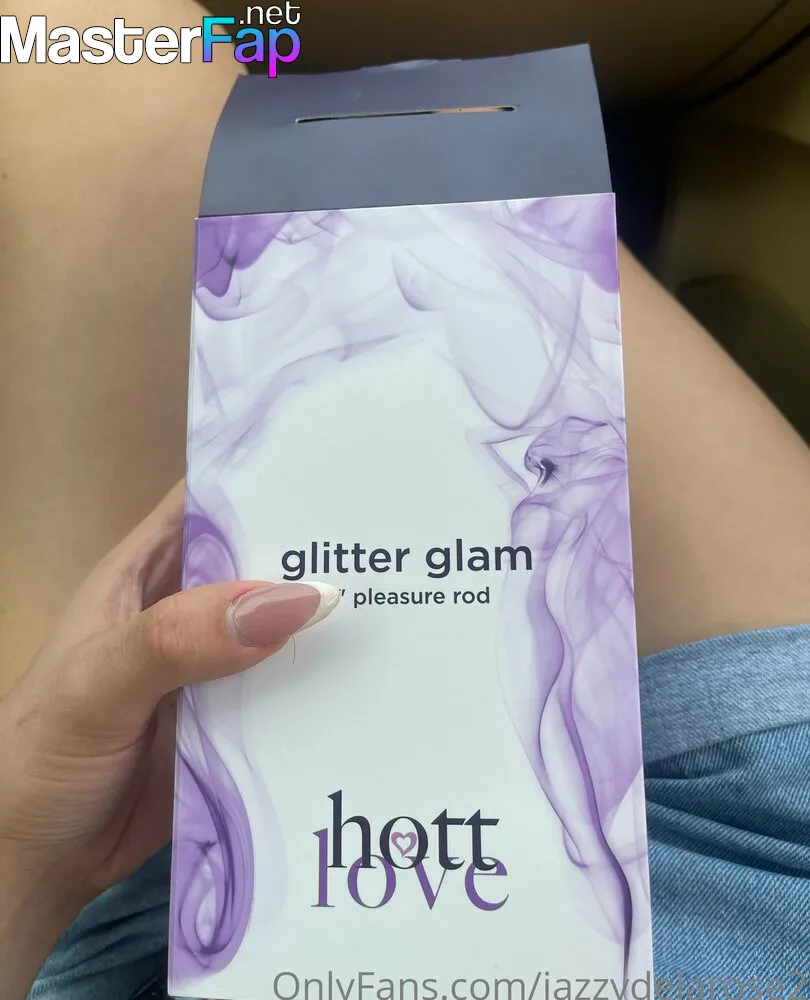 MasterFap.net
glitter glam
" pleasure rod
hott
love